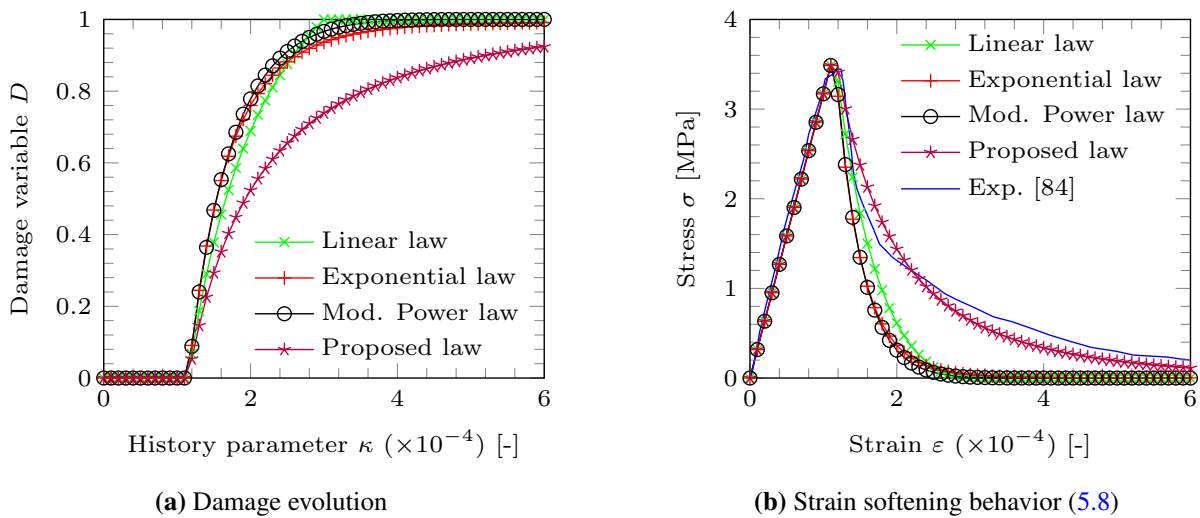 0
0.2
0.4
0.6
0.8
1
0
2
4
6
Damage variable D
History parameter κ (×10⁻⁴) [-]
Linear law
Exponential law
Mod. Power law
Proposed law
(a) Damage evolution
0
1
2
3
4
0
2
4
6
Stress σ [MPa]
Strain ε (×10⁻⁴) [-]
Linear law
Exponential law
Mod. Power law
Proposed law
Exp. [84]
(b) Strain softening behavior (5.8)